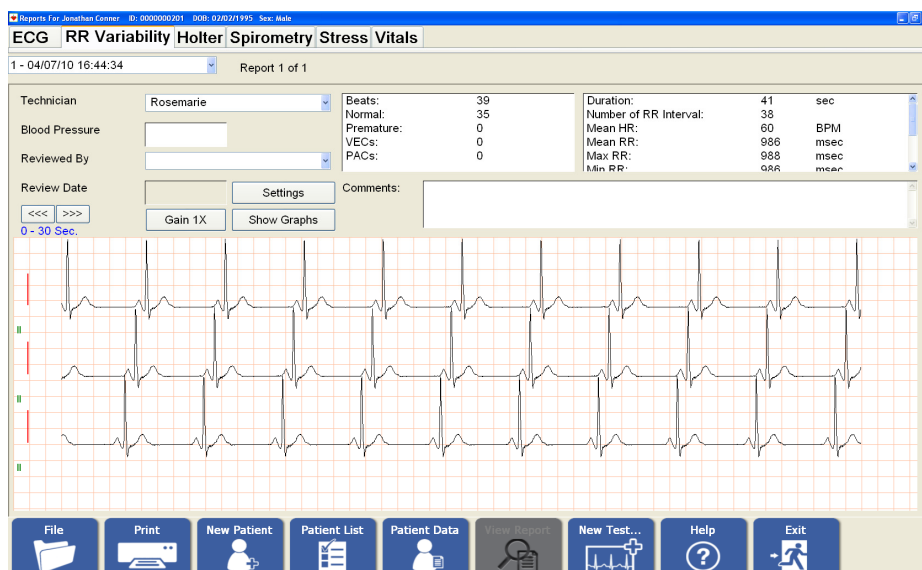 Reports For Jonathan Conner ID: 0000000201 DOB: 02/02/1995 Sex: Male
ECG RR Variability Holter Spirometry Stress Vitals
1 - 04/07/10 16:44:34 Report 1 of 1
Technician Rosemarie
Blood Pressure
Reviewed By
Review Date
Settings
<<< >>>
Gain 1X Show Graphs
0 - 30 Sec.
Beats: 39
Normal: 35
Premature: 0
VECs: 0
PACs: 0
Duration: 41 sec
Number of RR Interval: 38
Mean HR: 60 BPM
Mean RR: 986 msec
Max RR: 988 msec
Min RR: 986 msec
Comments:
II
II
II
File Print New Patient Patient List Patient Data View Report New Test... Help Exit